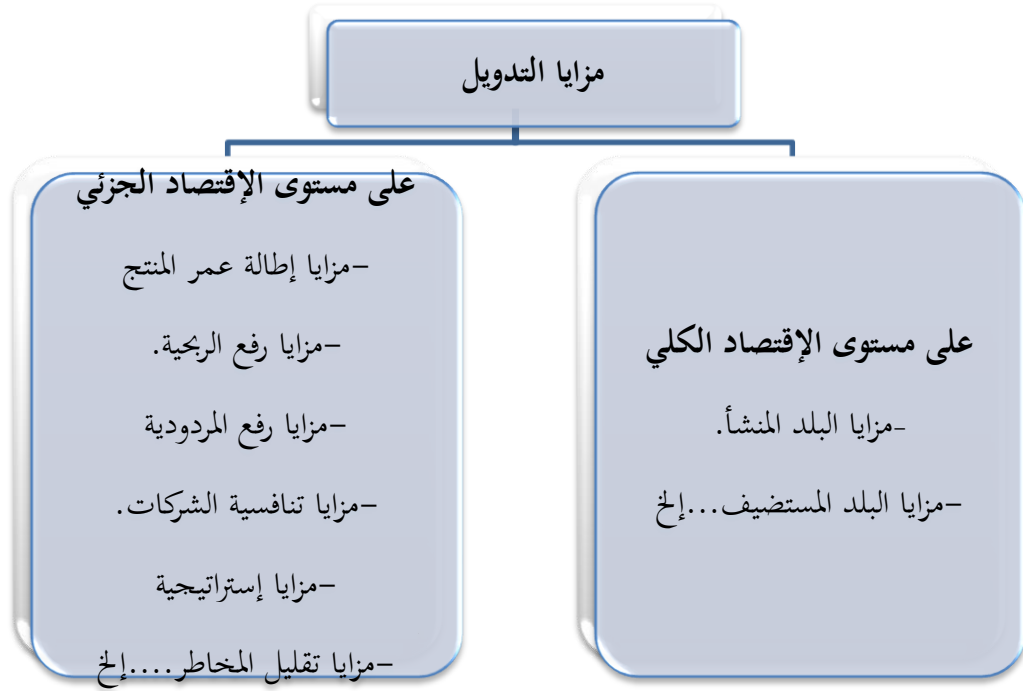 مزايا التدويل
على مستوى الإقتصاد الكلي
-مزايا البلد المنشأ.
-مزايا البلد المستضيف...إلخ
على مستوى الإقتصاد الجزئي
-مزايا إطالة عمر المنتج
-مزايا رفع الربحية.
-مزايا رفع المردودية
-مزايا تنافسية الشركات.
-مزايا إستراتيجية
-مزايا تقليل المخاطر....إلخ